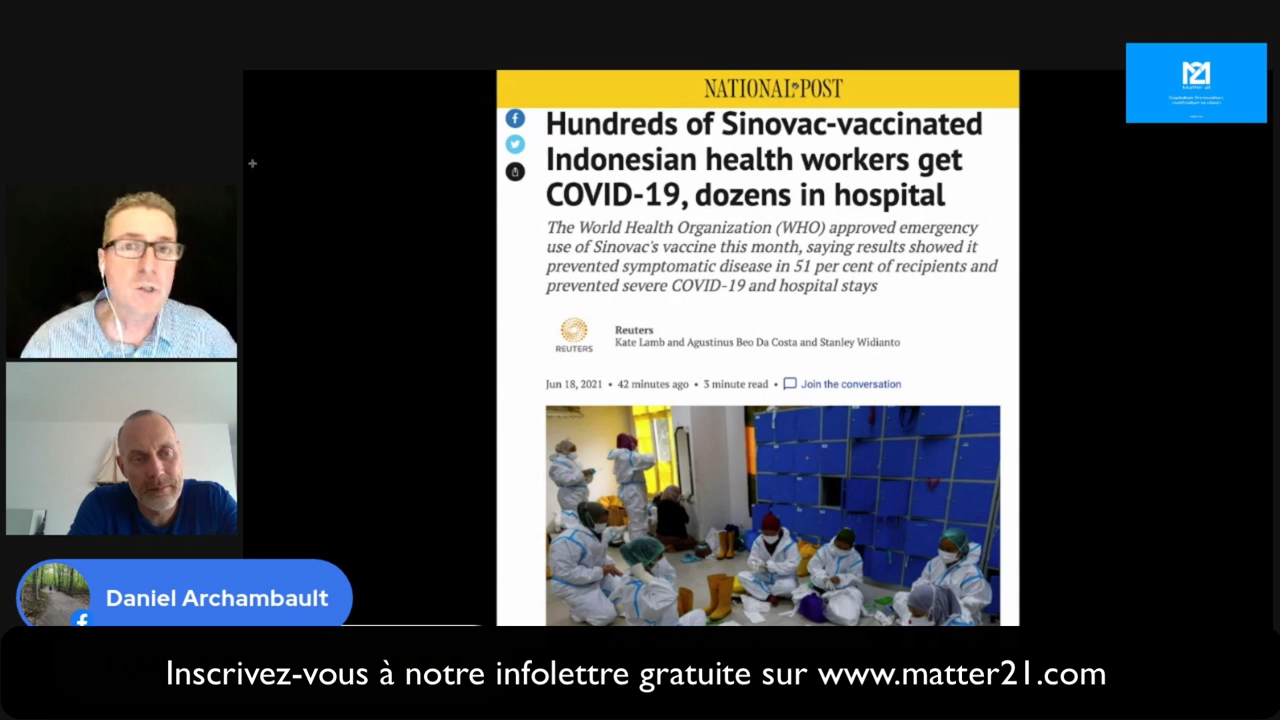 NATIONAL POST
Hundreds of Sinovac-vaccinated
Indonesian health workers get
COVID-19, dozens in hospital
The World Health Organization (WHO) approved emergency
use of Sinovac's vaccine this month, saying results showed it
prevented symptomatic disease in 51 per cent of recipients and
prevented severe COVID-19 and hospital stays
REUTERS
Reuters
Kate Lamb and Agustinus Beo Da Costa and Stanley Widianto
Jun 18, 2021 • 42 minutes ago • 3 minute read • Join the conversation
Daniel Archambault
Inscrivez-vous à notre infolettre gratuite sur www.matter21.com